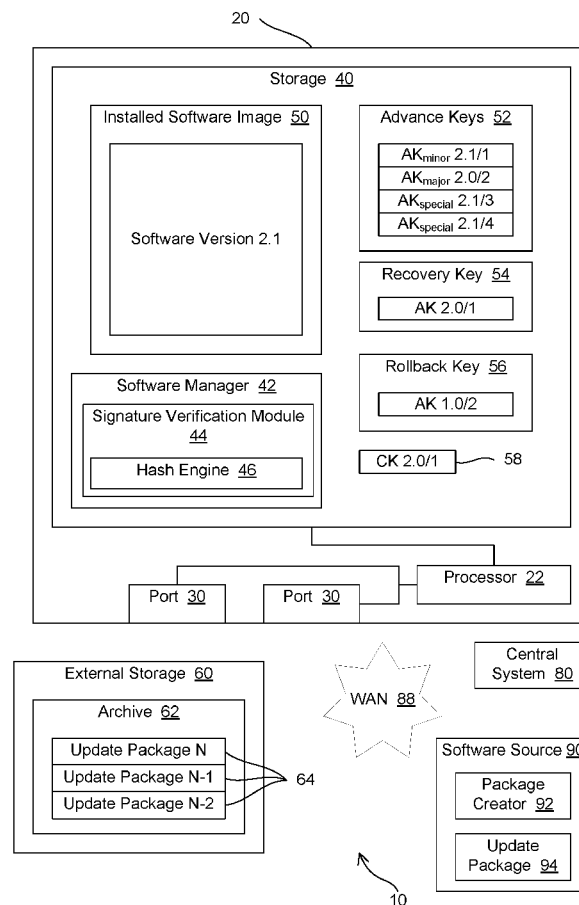 20
Storage 40
Installed Software Image 50
Software Version 2.1
Advance Keys 52
AKminor 2.1/1
AKmajor 2.0/2
AKspecial 2.1/3
AKspecial 2.1/4
Recovery Key 54
AK 2.0/1
Rollback Key 56
AK 1.0/2
CK 2.0/1
58
Software Manager 42
Signature Verification Module
44
Hash Engine 46
Processor 22
Port 30
Port 30
External Storage 60
Archive 62
Update Package N
Update Package N-1
Update Package N-2
64
WAN 88
Central
System 80
Software Source 90
Package
Creator 92
Update
Package 94
10